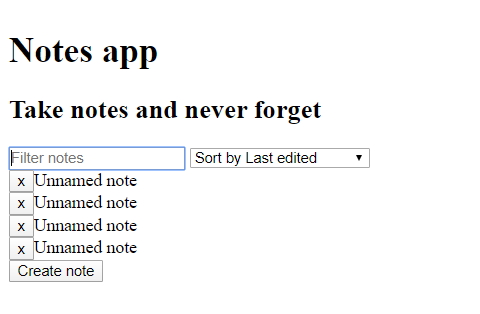 Notes app
Take notes and never forget
Filter notes Sort by Last edited
x Unnamed note
x Unnamed note
x Unnamed note
x Unnamed note
Create note